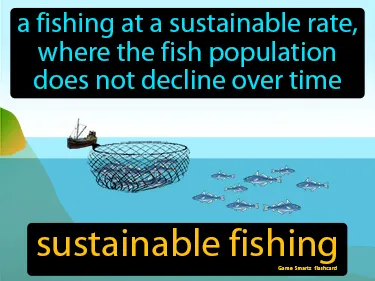 a fishing at a sustainable rate,
where the fish population
does not decline over time
sustainable fishing
Game Smartz flashcard